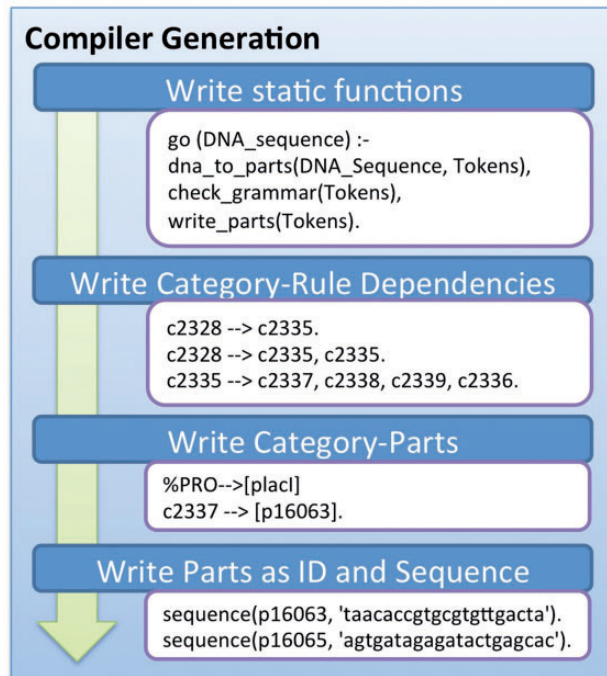 Compiler Generation
Write static functions
go (DNA_sequence) :-
dna_to_parts(DNA_Sequence, Tokens),
check_grammar(Tokens),
write_parts(Tokens).
Write Category-Rule Dependencies
c2328 --> c2335.
c2328 --> c2335, c2335.
c2335 --> c2337, c2338, c2339, c2336.
Write Category-Parts
%PRO-->[placI]
c2337 --> [p16063].
Write Parts as ID and Sequence
sequence(p16063, 'taacaccgtgcgtgttgacta').
sequence(p16065, 'agtgatagagatactgagcac').